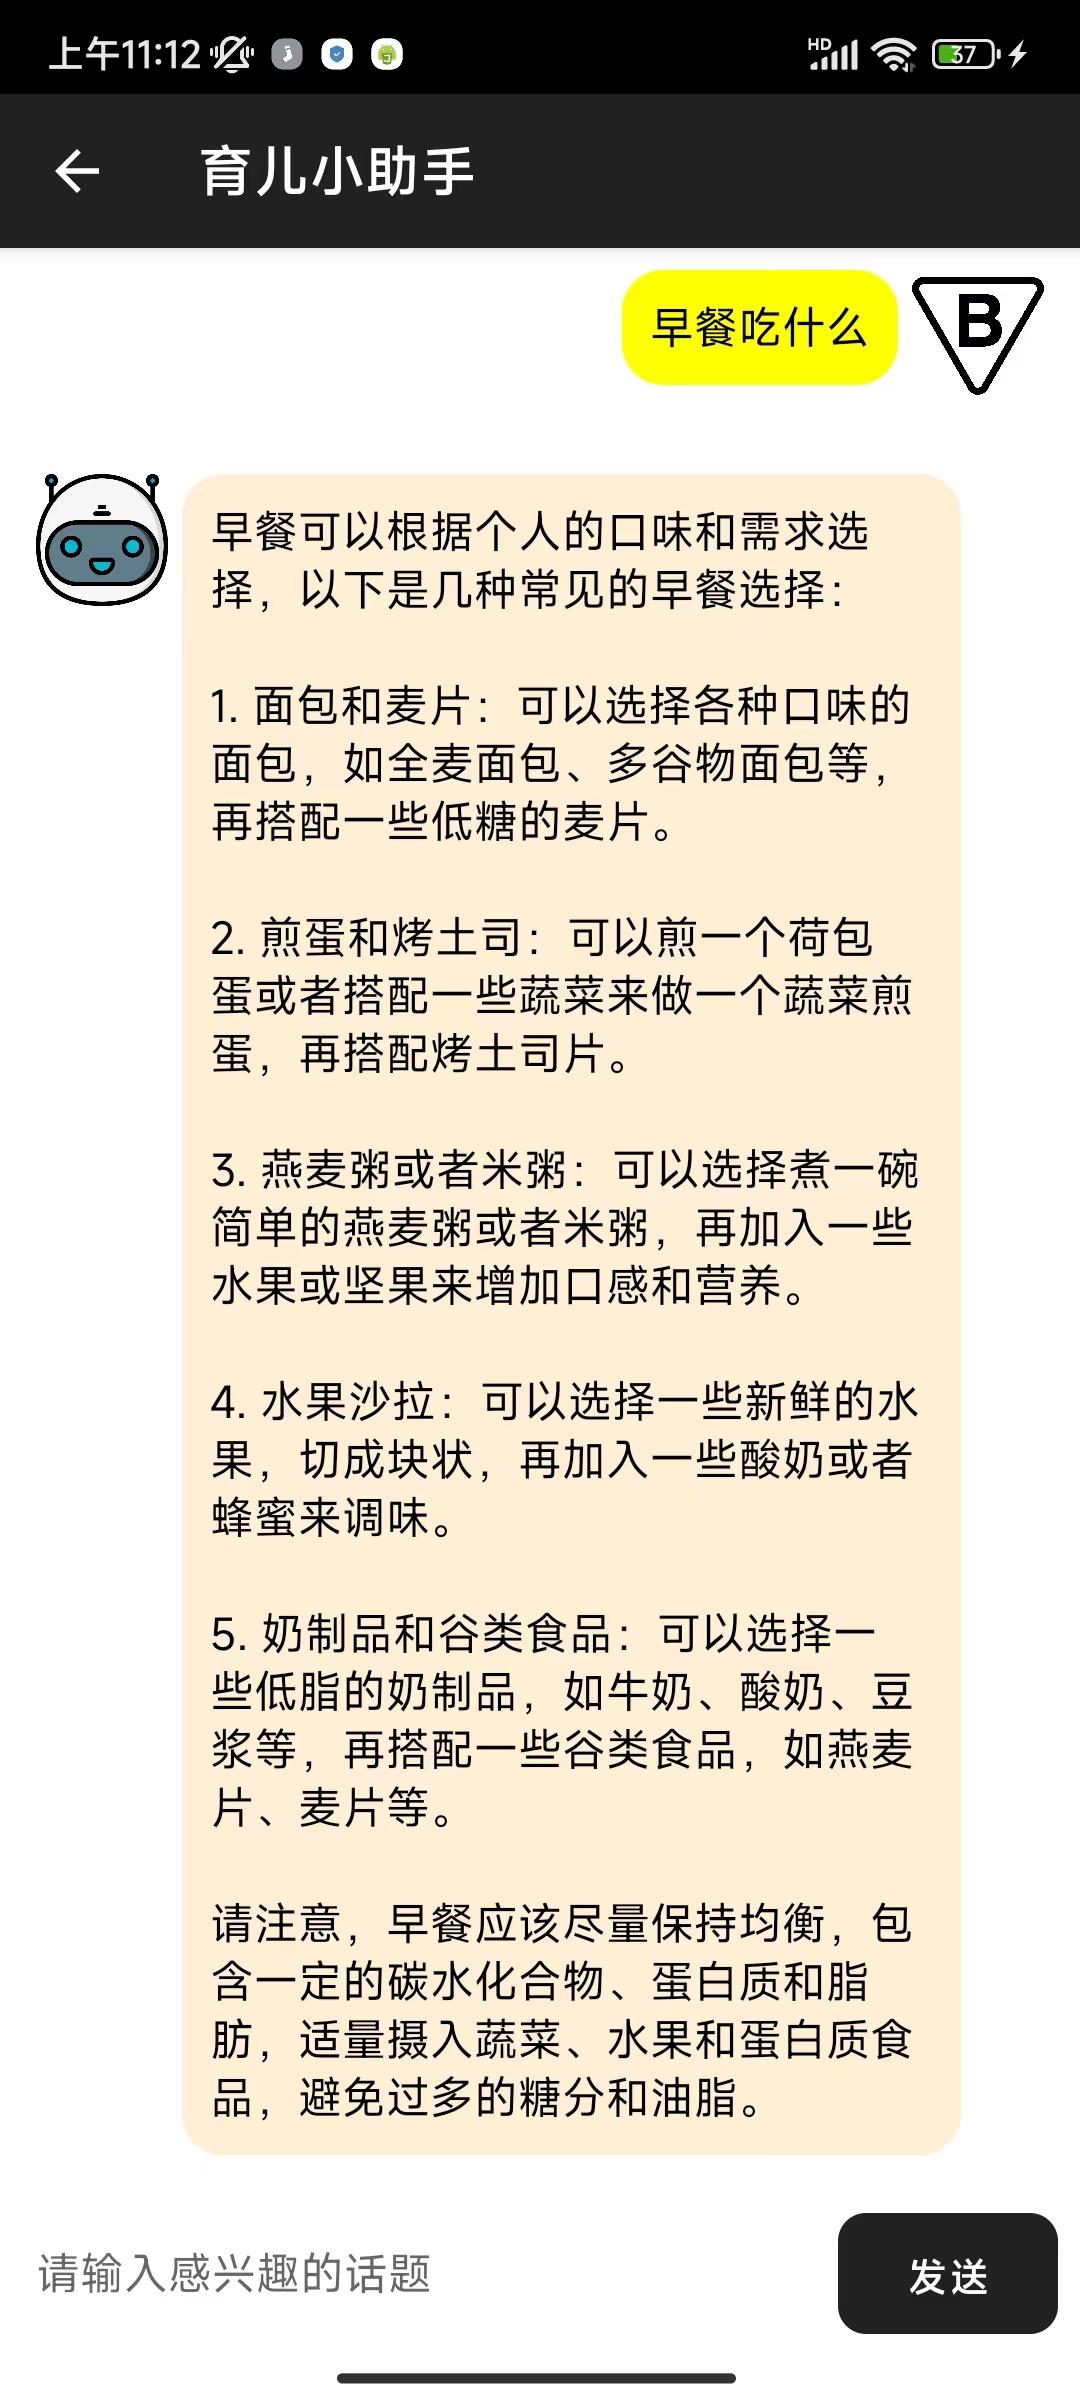 上午11:12
HD
37
育儿小助手
早餐吃什么
B
早餐可以根据个人的口味和需求选
择，以下是几种常见的早餐选择：
1. 面包和麦片：可以选择各种口味的
面包，如全麦面包、多谷物面包等，
再搭配一些低糖的麦片。
2. 煎蛋和烤土司：可以煎一个荷包
蛋或者搭配一些蔬菜来做一个蔬菜煎
蛋，再搭配烤土司片。
3. 燕麦粥或者米粥：可以选择煮一碗
简单的燕麦粥或者米粥，再加入一些
水果或坚果来增加口感和营养。
4. 水果沙拉：可以选择一些新鲜的水
果，切成块状，再加入一些酸奶或者
蜂蜜来调味。
5. 奶制品和谷类食品：可以选择一
些低脂的奶制品，如牛奶、酸奶、豆
浆等，再搭配一些谷类食品，如燕麦
片、麦片等。
请注意，早餐应该尽量保持均衡，包
含一定的碳水化合物、蛋白质和脂
肪，适量摄入蔬菜、水果和蛋白质食
品，避免过多的糖分和油脂。
请输入感兴趣的话题
发送